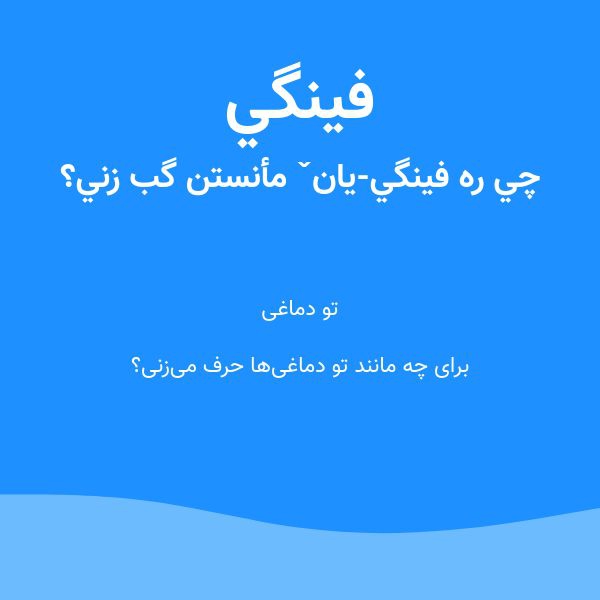 فينگي
چي ره فينگي-يانˇ مأنستن گب زني؟
تو دماغی
برای چه مانند تو دماغی‌ها حرف می‌زنی؟